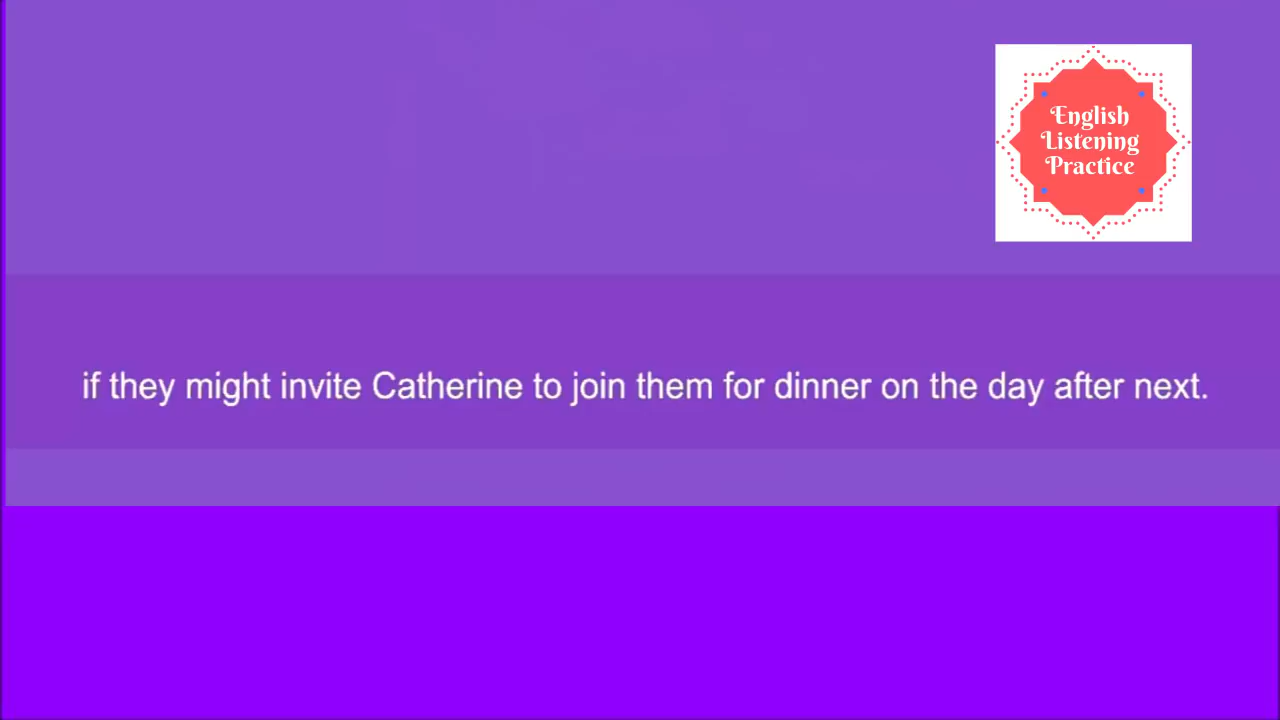 English
Listening
Practice
if they might invite Catherine to join them for dinner on the day after next.